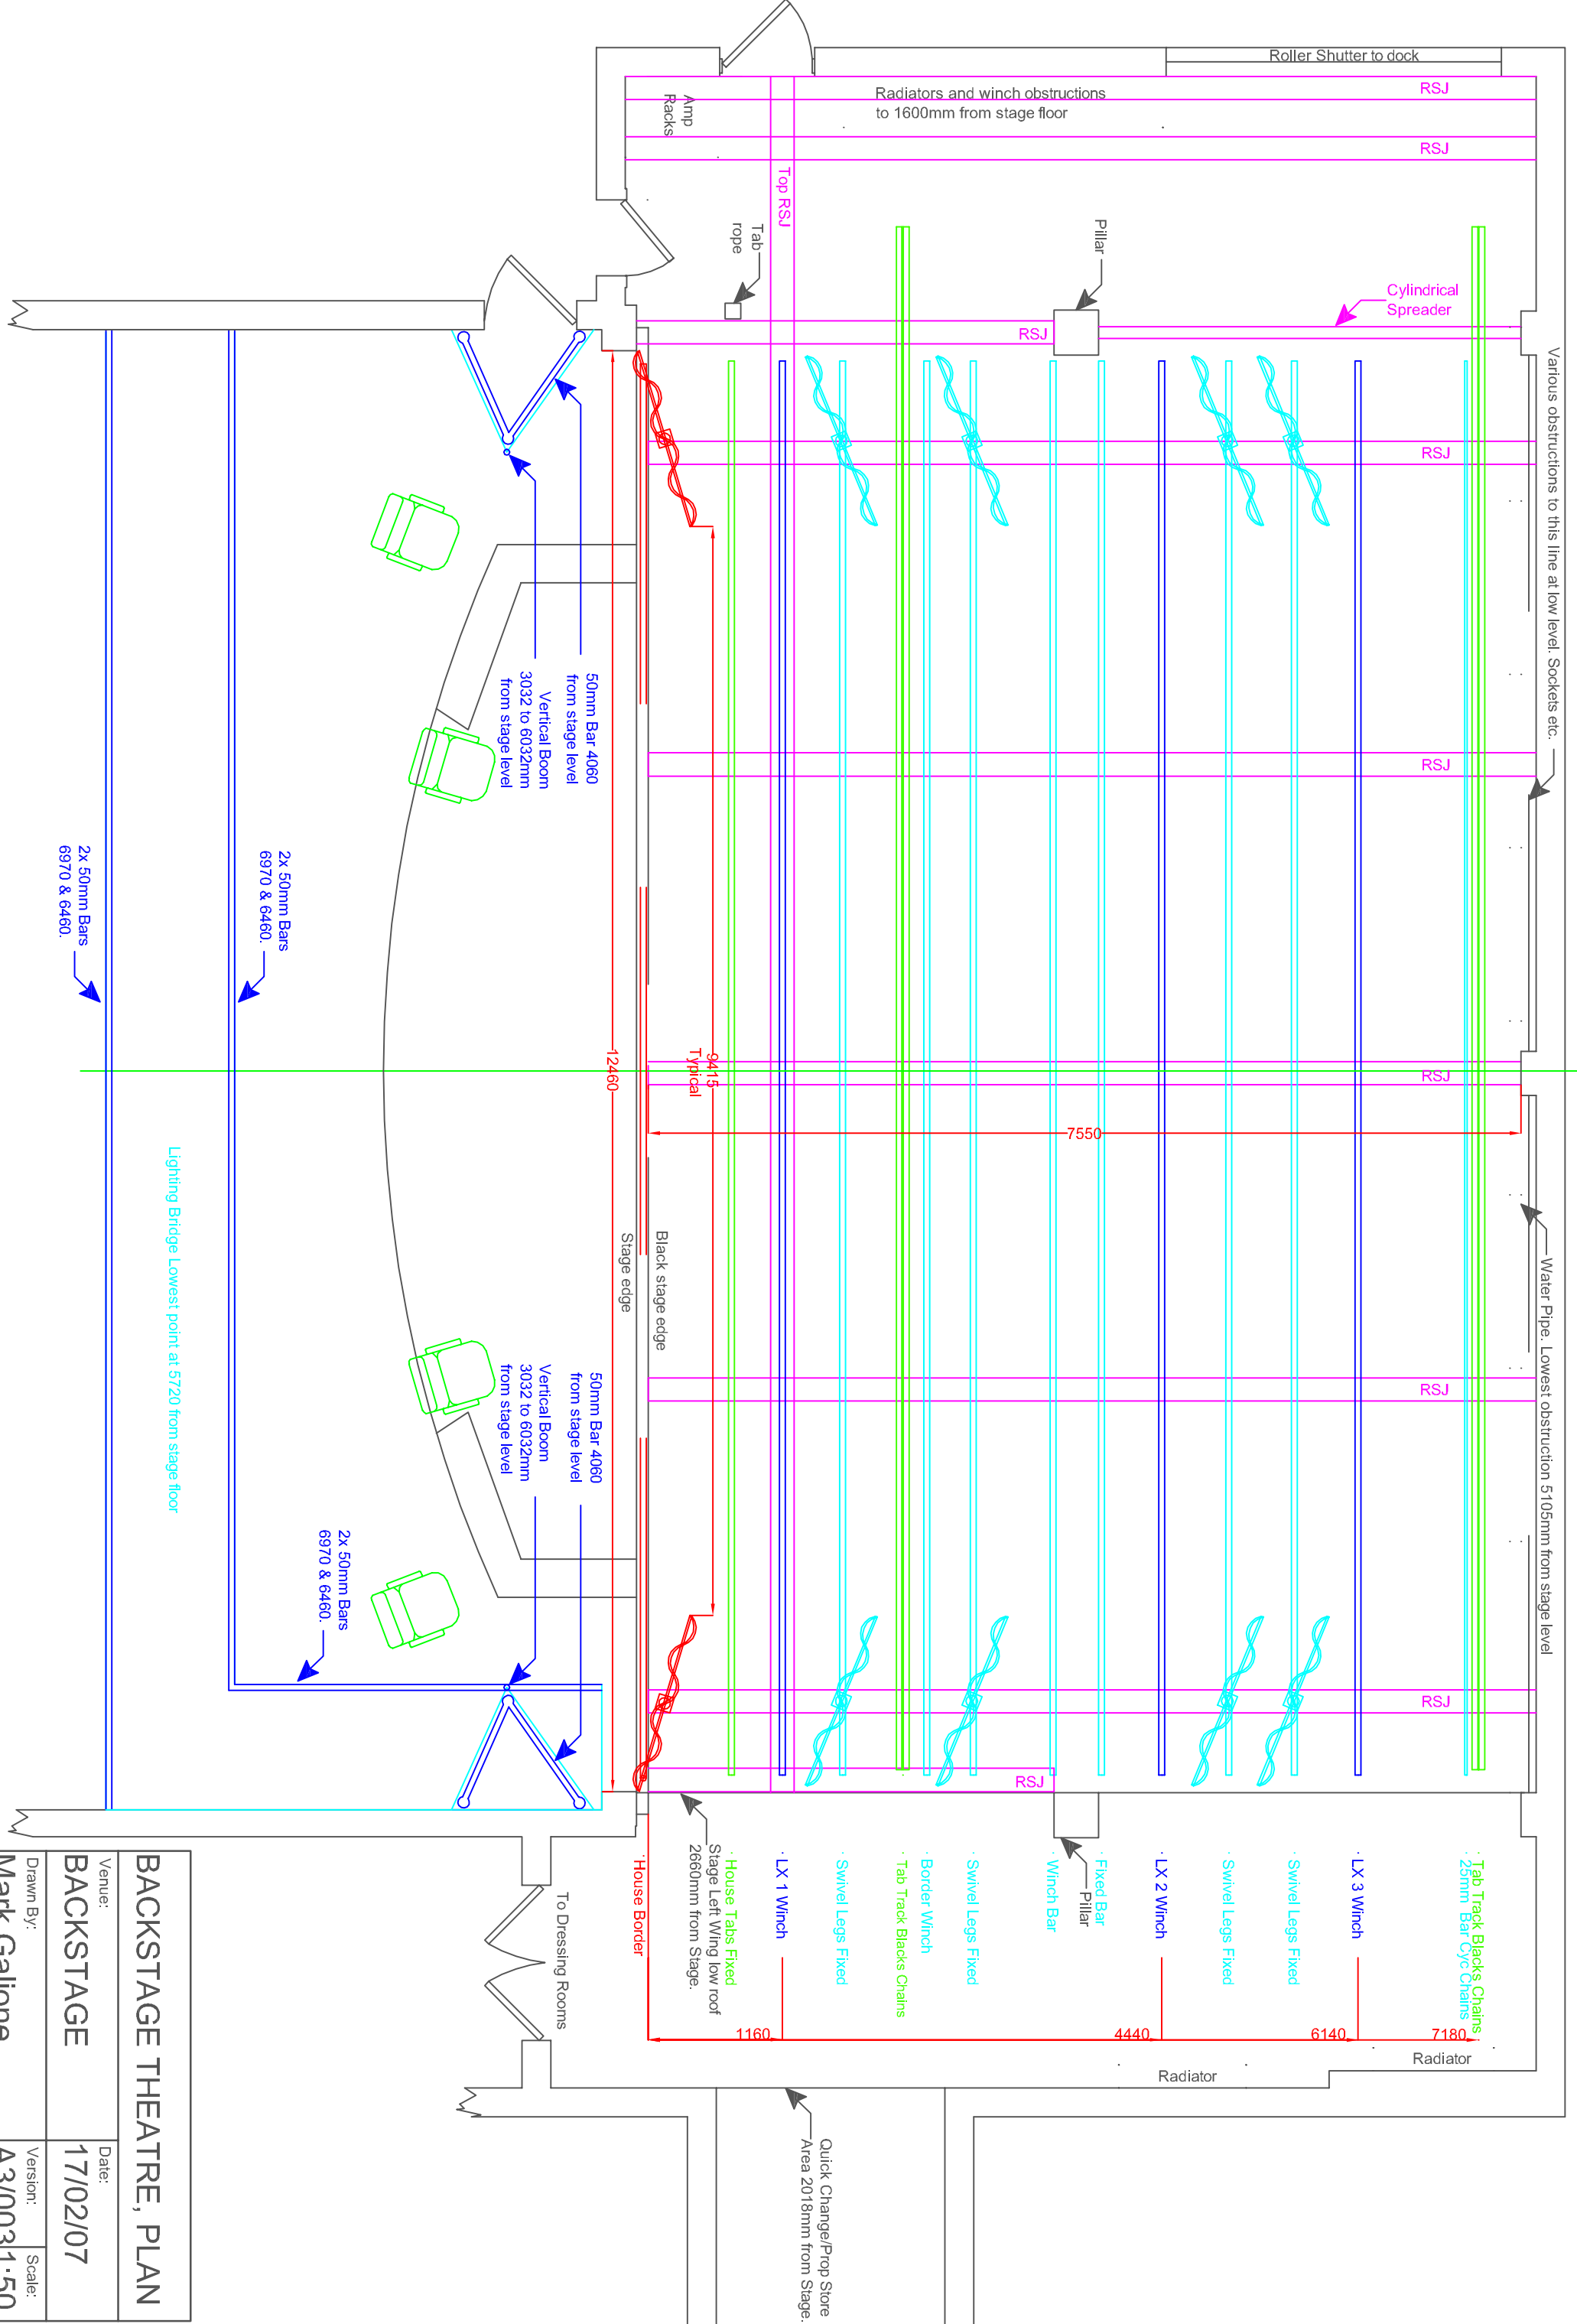 Roller Shutter to dock
RSJ
Radiators and winch obstructions
to 1600mm from stage floor
Amp
Racks
RSJ
Top RSJ
Tab
rope
Pillar
Cylindrical
Spreader
RSJ
Various obstructions to this line at low level. Sockets etc.
RSJ
50mm Bar 4060
from stage level
Vertical Boom
3032 to 6032mm
from stage level
RSJ
2x 50mm Bars
6970 & 6460.
2x 50mm Bars
6970 & 6460.
12460
9415
Typical
RSJ
7550
Lighting Bridge Lowest point at 5720 from stage floor
Stage edge
Black stage edge
Water Pipe. Lowest obstruction 5105mm from stage level
50mm Bar 4060
from stage level
Vertical Boom
3032 to 6032mm
from stage level
RSJ
2x 50mm Bars
6970 & 6460.
RSJ
RSJ
House Border
Stage Left Wing low roof
2660mm from Stage.
House Tabs Fixed
LX 1 Winch
Swivel Legs Fixed
Tab Track Blacks Chains
Border Winch
Swivel Legs Fixed
Winch Bar
Pillar
Fixed Bar
LX 2 Winch
Swivel Legs Fixed
Swivel Legs Fixed
LX 3 Winch
25mm Bar Cyc Chains
Tab Track Blacks Chains
To Dressing Rooms
1160
4440
6140
7180
Radiator
Radiator
Quick Change/Prop Store
Area 2018mm from Stage.
BACKSTAGE THEATRE, PLAN
Venue:
BACKSTAGE
Date:
17/02/07
Drawn By:
Mark Galione
Version:
A3/003
Scale:
1:50